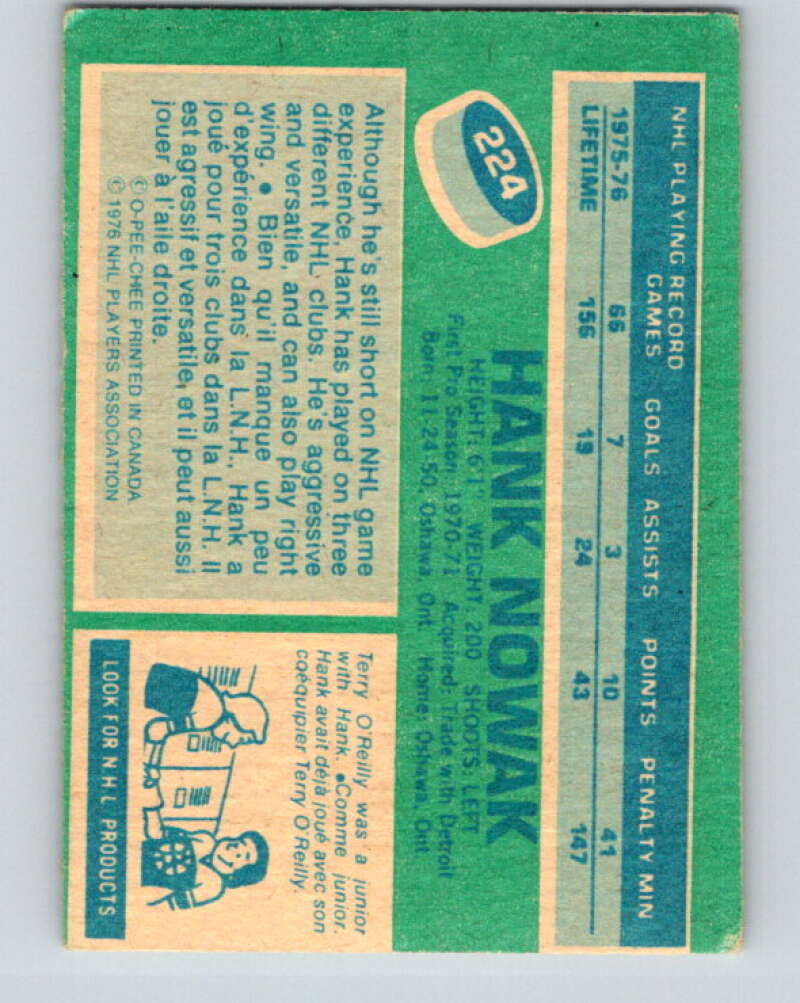 224
HANK NOWAK
HEIGHT: 6'1" WEIGHT: 200 SHOOTS: LEFT
First Pro Season: 1970-71 Acquired: Trade with Detroit
Born: 11-24-50, Oshawa, Ont. Home: Oshawa, Ont.
NHL PLAYING RECORD
GAMES GOALS ASSISTS POINTS PENALTY MIN
1975-76 66 7 3 10 41
LIFETIME 156 19 24 43 147
Although he's still short on NHL game
experience, Hank has played on three
different NHL clubs. He's aggressive
and versatile, and can also play right
wing. • Bien qu'il manque un peu
d'expérience dans la L.N.H., Hank a
joué pour trois clubs dans la L.N.H. Il
est agressif et versatile, et il peut aussi
jouer à l'aile droite.
© O-PEE-CHEE PRINTED IN CANADA
© 1976 NHL PLAYERS ASSOCIATION
Terry O'Reilly was a junior
with Hank. •Comme junior,
Hank avait déjà joué avec son
coéquipier Terry O'Reilly.
LOOK FOR NHL PRODUCTS